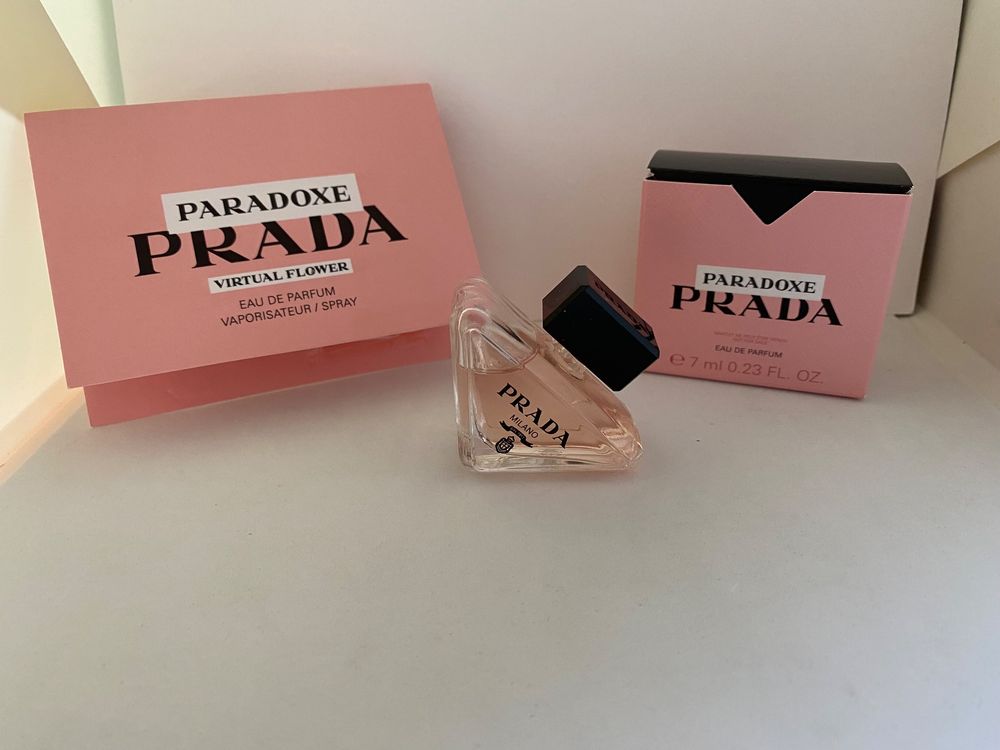 PARADOXE
PRADA
VIRTUAL FLOWER
EAU DE PARFUM
VAPORISATEUR / SPRAY
PRADA
MILANO
PARADOXE
PRADA
EAU DE PARFUM
e 7 ml 0.23 FL. OZ.